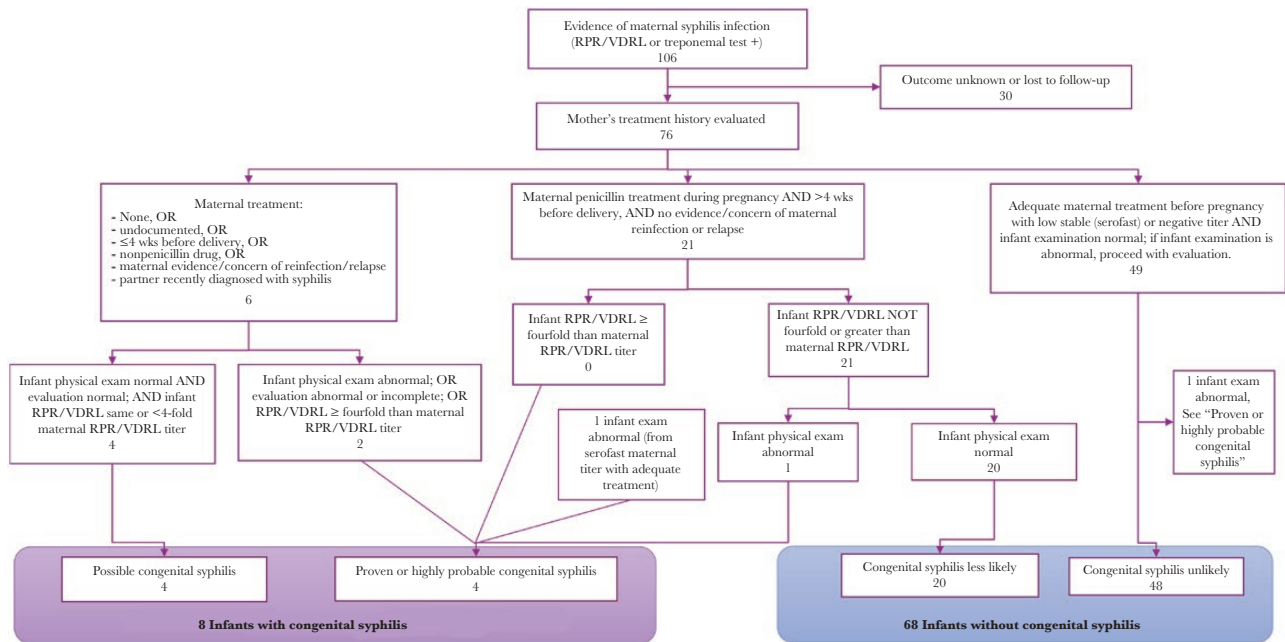 Evidence of maternal syphilis infection
(RPR/VDRL or treponemal test +)
106
Outcome unknown or lost to follow-up
30
Mother's treatment history evaluated
76
Maternal treatment:
- None, OR
- undocumented, OR
- ≤4 wks before delivery, OR
- nonpenicillin drug, OR
- maternal evidence/concern of reinfection/relapse
- partner recently diagnosed with syphilis
6
Maternal penicillin treatment during pregnancy AND >4 wks
before delivery, AND no evidence/concern of maternal
reinfection or relapse
21
Adequate maternal treatment before pregnancy
with low stable (serofast) or negative titer AND
infant examination normal; if infant examination is
abnormal, proceed with evaluation.
49
Infant RPR/VDRL ≥
fourfold than maternal
RPR/VDRL titer
0
Infant RPR/VDRL NOT
fourfold or greater than
maternal RPR/VDRL
21
Infant physical exam normal AND
evaluation normal; AND infant
RPR/VDRL same or <4-fold
maternal RPR/VDRL titer
4
Infant physical exam abnormal; OR
evaluation abnormal or incomplete; OR
RPR/VDRL ≥ fourfold than maternal
RPR/VDRL titer
2
1 infant exam
abnormal (from
serofast maternal
titer with adequate
treatment)
Infant physical exam
abnormal
1
Infant physical exam
normal
20
1 infant exam
abnormal,
See “Proven or
highly probable
congenital
syphilis”
Possible congenital syphilis
4
Proven or highly probable congenital syphilis
4
Congenital syphilis less likely
20
Congenital syphilis unlikely
48
8 Infants with congenital syphilis
68 Infants without congenital syphilis